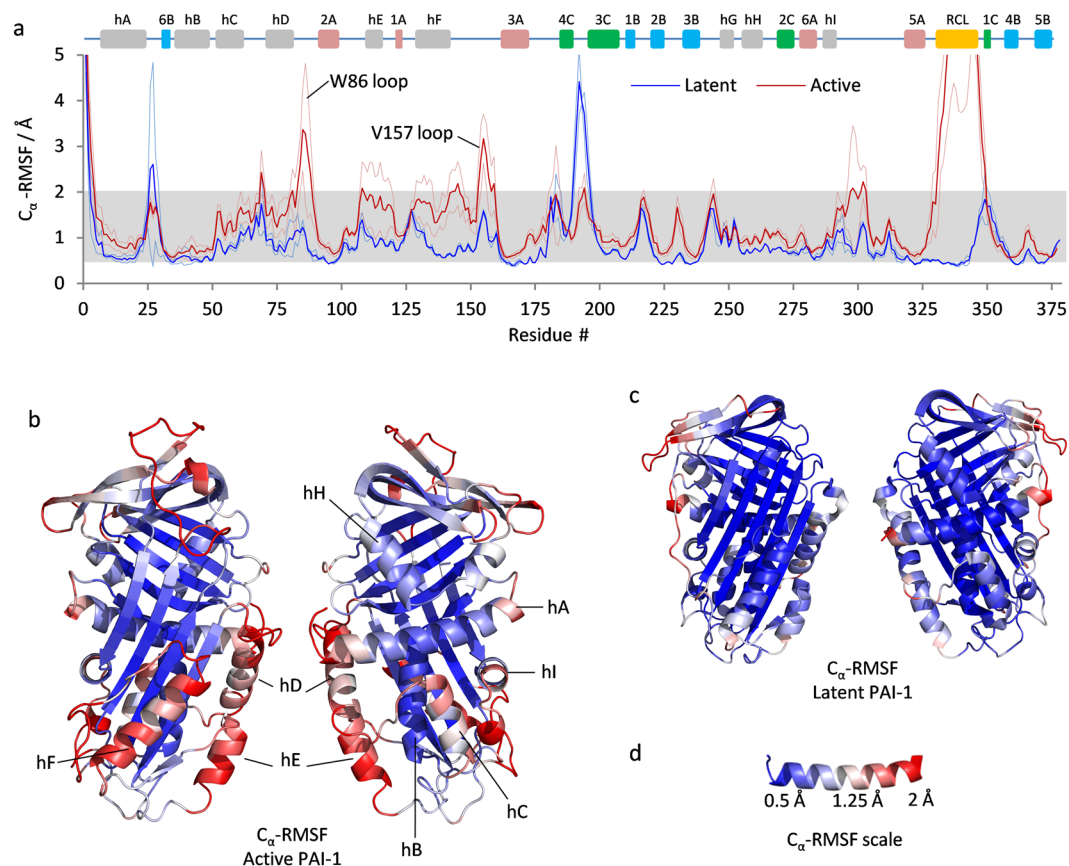 a
hA 6B hB hC hD 2A hE 1A hF 3A 4C 3C 1B 2B 3B hG hH 2C 6A hI 5A RCL 1C 4B 5B
5
4
3
2
1
0
Cα-RMSF / Å
W86 loop
V157 loop
Latent
Active
0 25 50 75 100 125 150 175 200 225 250 275 300 325 350 375
Residue #
b
hH
hA
hI
hD
hF
hE
hC
hB
Cα-RMSF
Active PAI-1
c
Cα-RMSF
Latent PAI-1
d
0.5 Å 1.25 Å 2 Å
Cα-RMSF scale